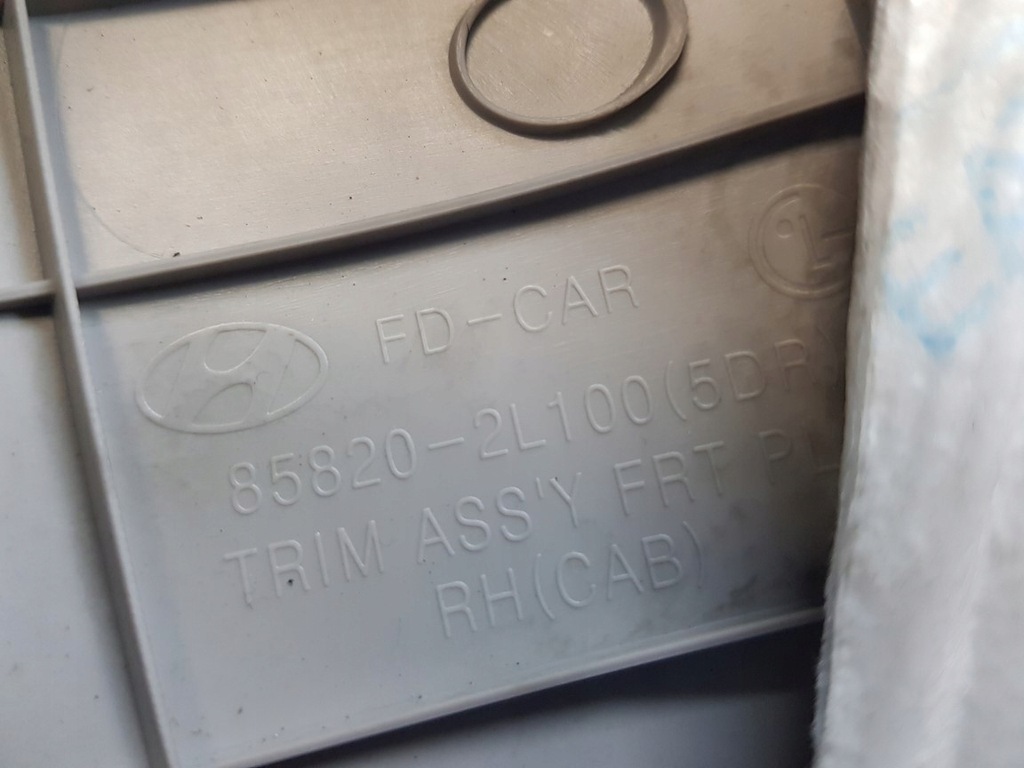 FD-CAR
85820-2L100(5DR)
TRIM ASS'Y FRT
RH(CAB)